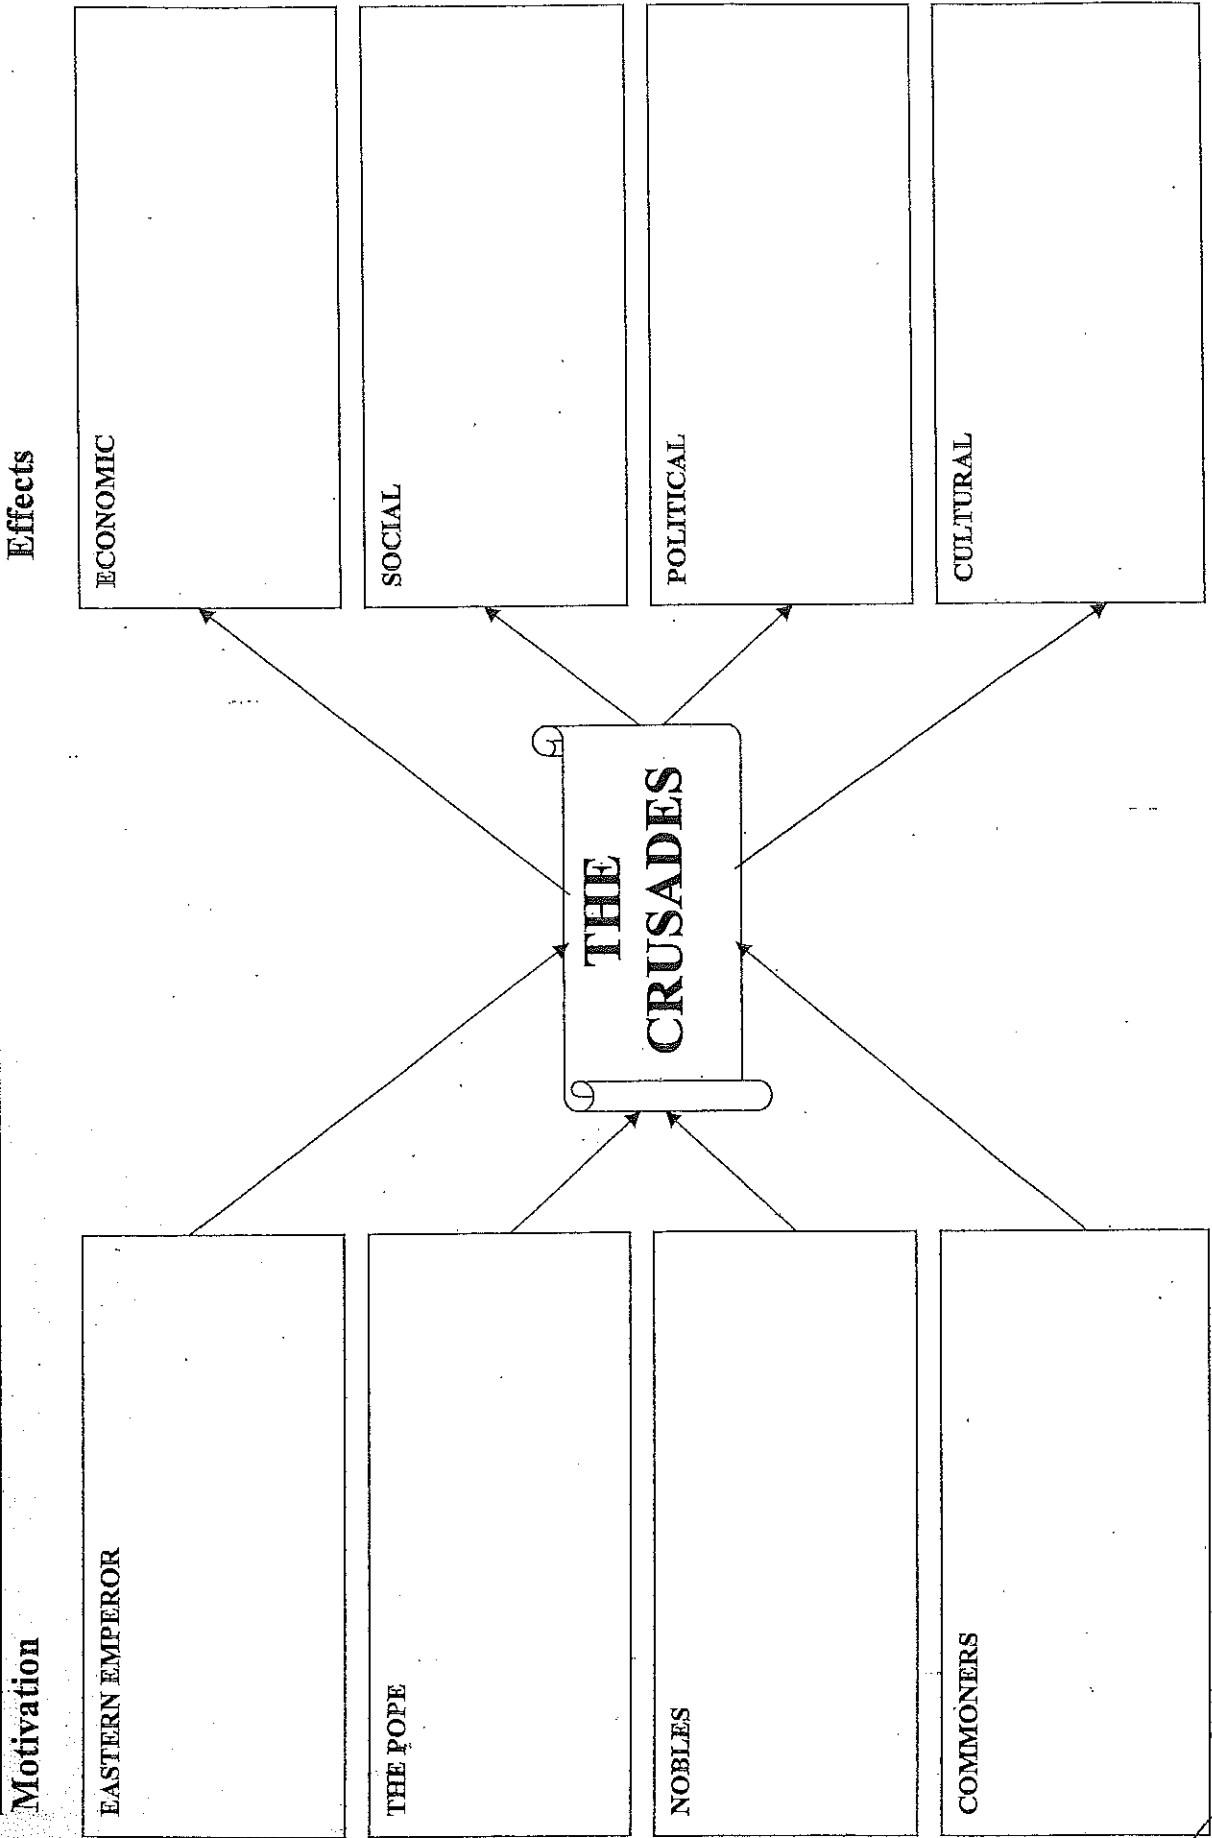 Motivation
EASTERN EMPEROR
THE POPE
NOBLES
COMMONERS
THE
CRUSADES
Effects
ECONOMIC
SOCIAL
POLITICAL
CULTURAL